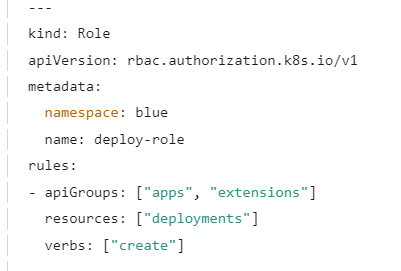 ---
kind: Role
apiVersion: rbac.authorization.k8s.io/v1
metadata:
  namespace: blue
  name: deploy-role
rules:
- apiGroups: ["apps", "extensions"]
  resources: ["deployments"]
  verbs: ["create"]